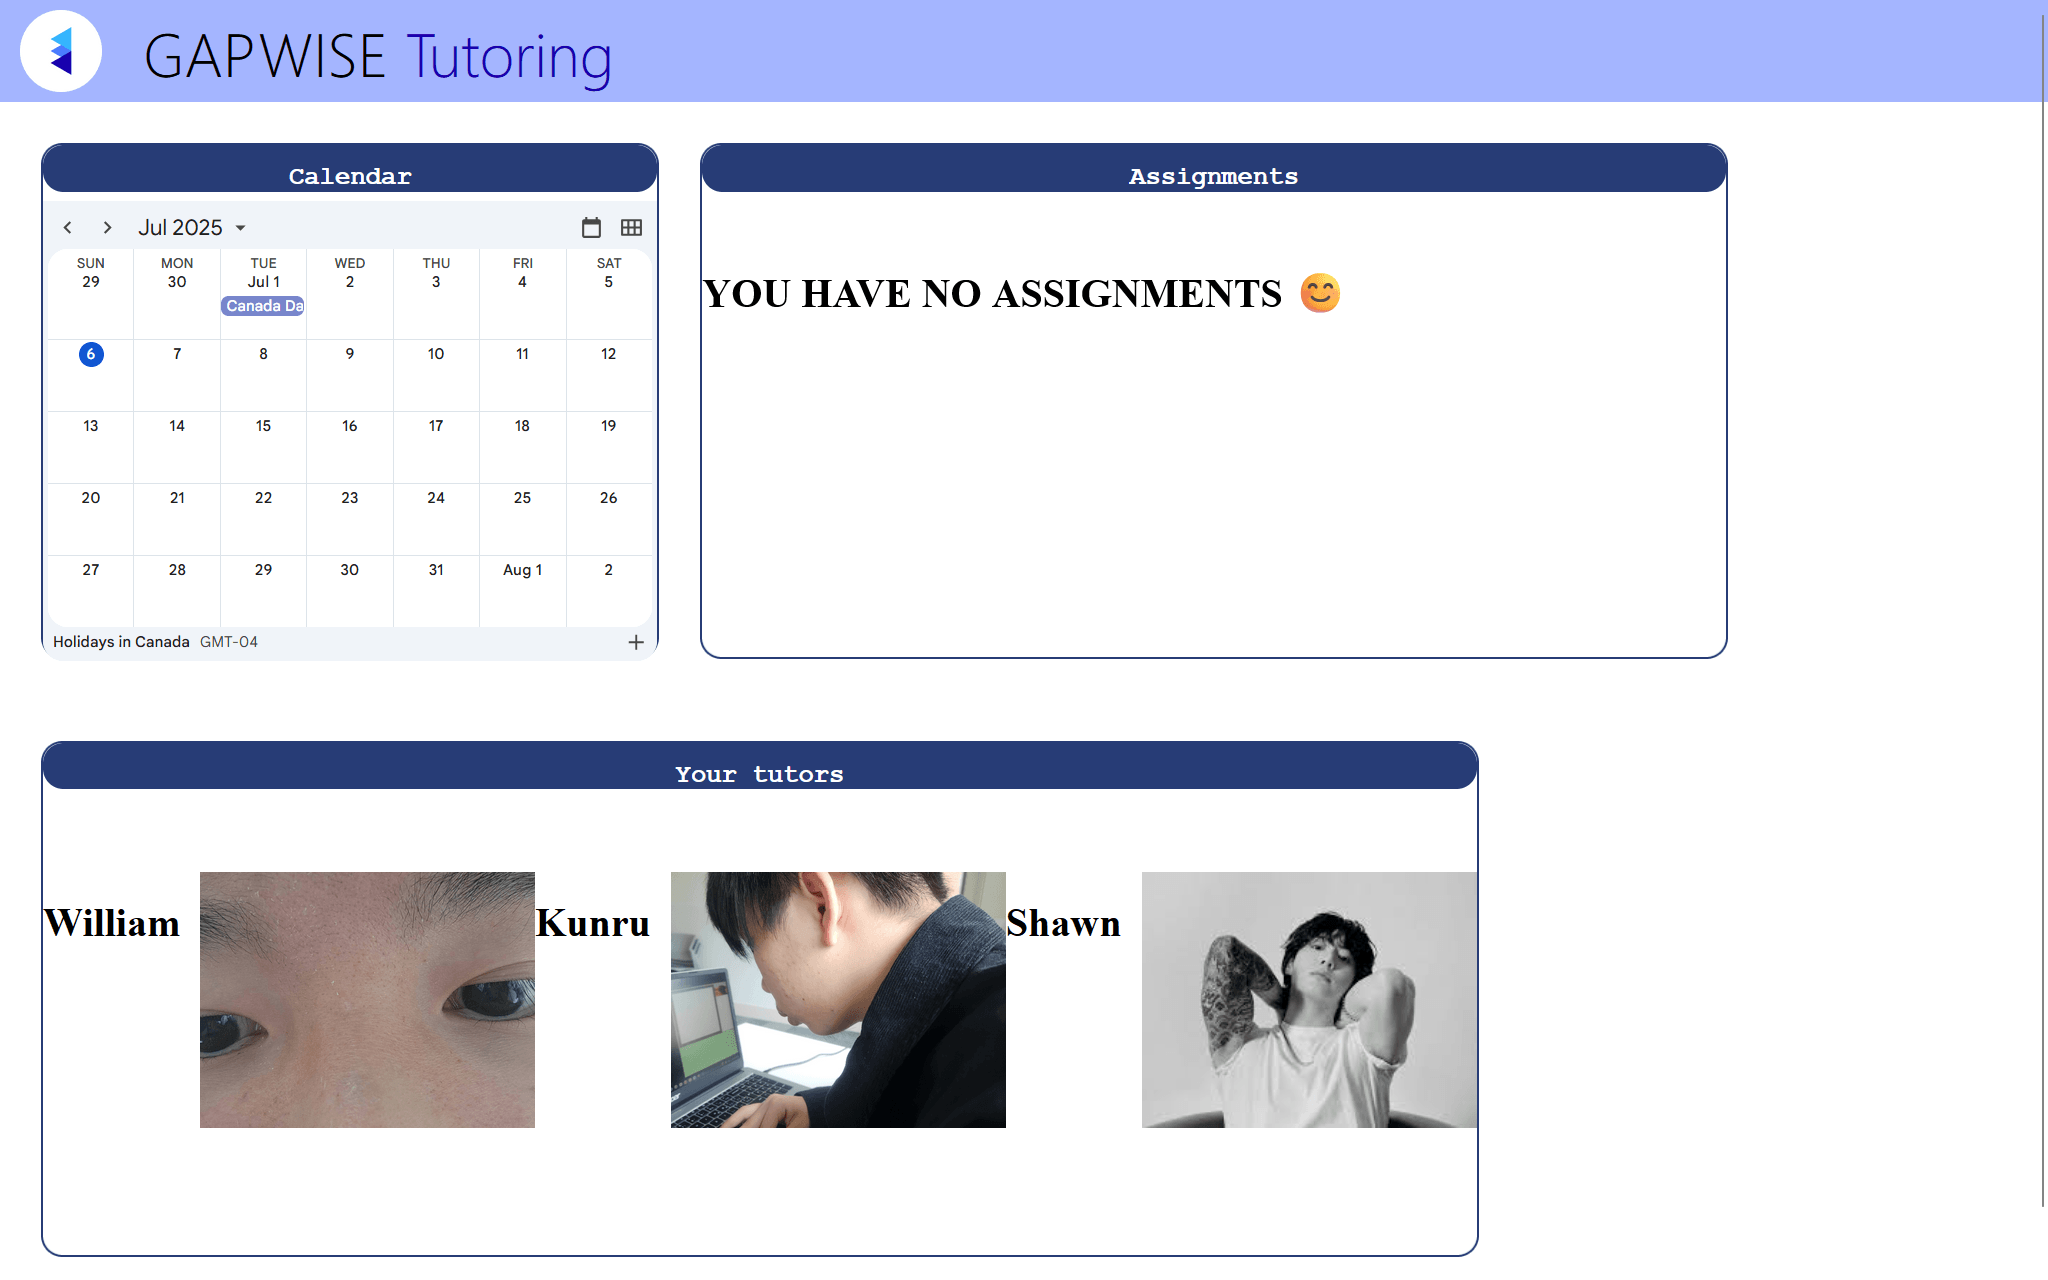 GAPWISE Tutoring
Calendar
Assignments
Jul 2025
SUN MON TUE WED THU FRI SAT
29 30 Jul 1 2 3 4 5
Canada Da
6 7 8 9 10 11 12
13 14 15 16 17 18 19
20 21 22 23 24 25 26
27 28 29 30 31 Aug 1 2
Holidays in Canada GMT-04
YOU HAVE NO ASSIGNMENTS 😊
Your tutors
William
Kunru
Shawn